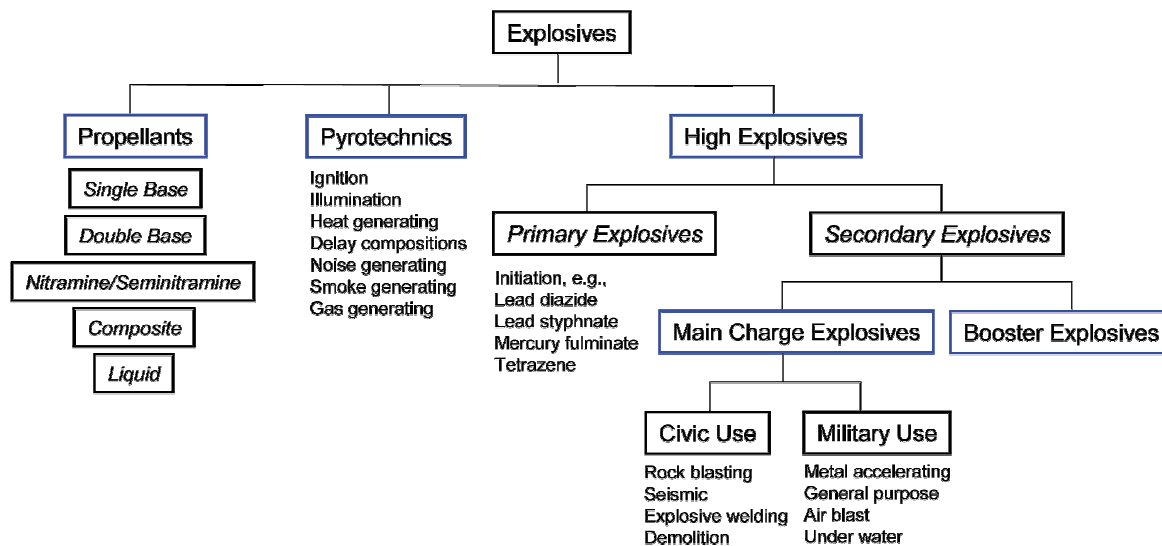 Explosives
Propellants
Pyrotechnics
High Explosives
Single Base
Double Base
Nitramine/Seminitramine
Composite
Liquid
Ignition
Illumination
Heat generating
Delay compositions
Noise generating
Smoke generating
Gas generating
Primary Explosives
Secondary Explosives
Initiation, e.g.,
Lead diazide
Lead styphnate
Mercury fulminate
Tetrazene
Main Charge Explosives
Booster Explosives
Civic Use
Military Use
Rock blasting
Seismic
Explosive welding
Demolition
Metal accelerating
General purpose
Air blast
Under water